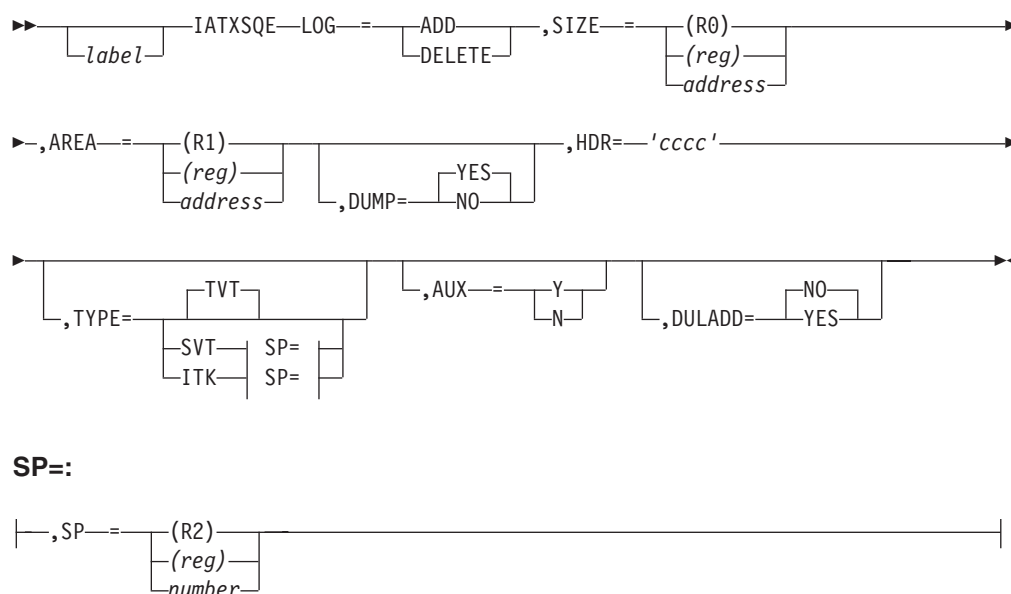 IATXSQE LOG = ADD ,SIZE = (R0)
label DELETE (reg)
address
,AREA = (R1) ,HDR= 'cccc'
(reg) YES
address ,DUMP= NO
TVT ,AUX = Y NO
,TYPE= N ,DULADD= YES
SVT SP=
ITK SP=
SP=:
,SP = (R2)
(reg)
number